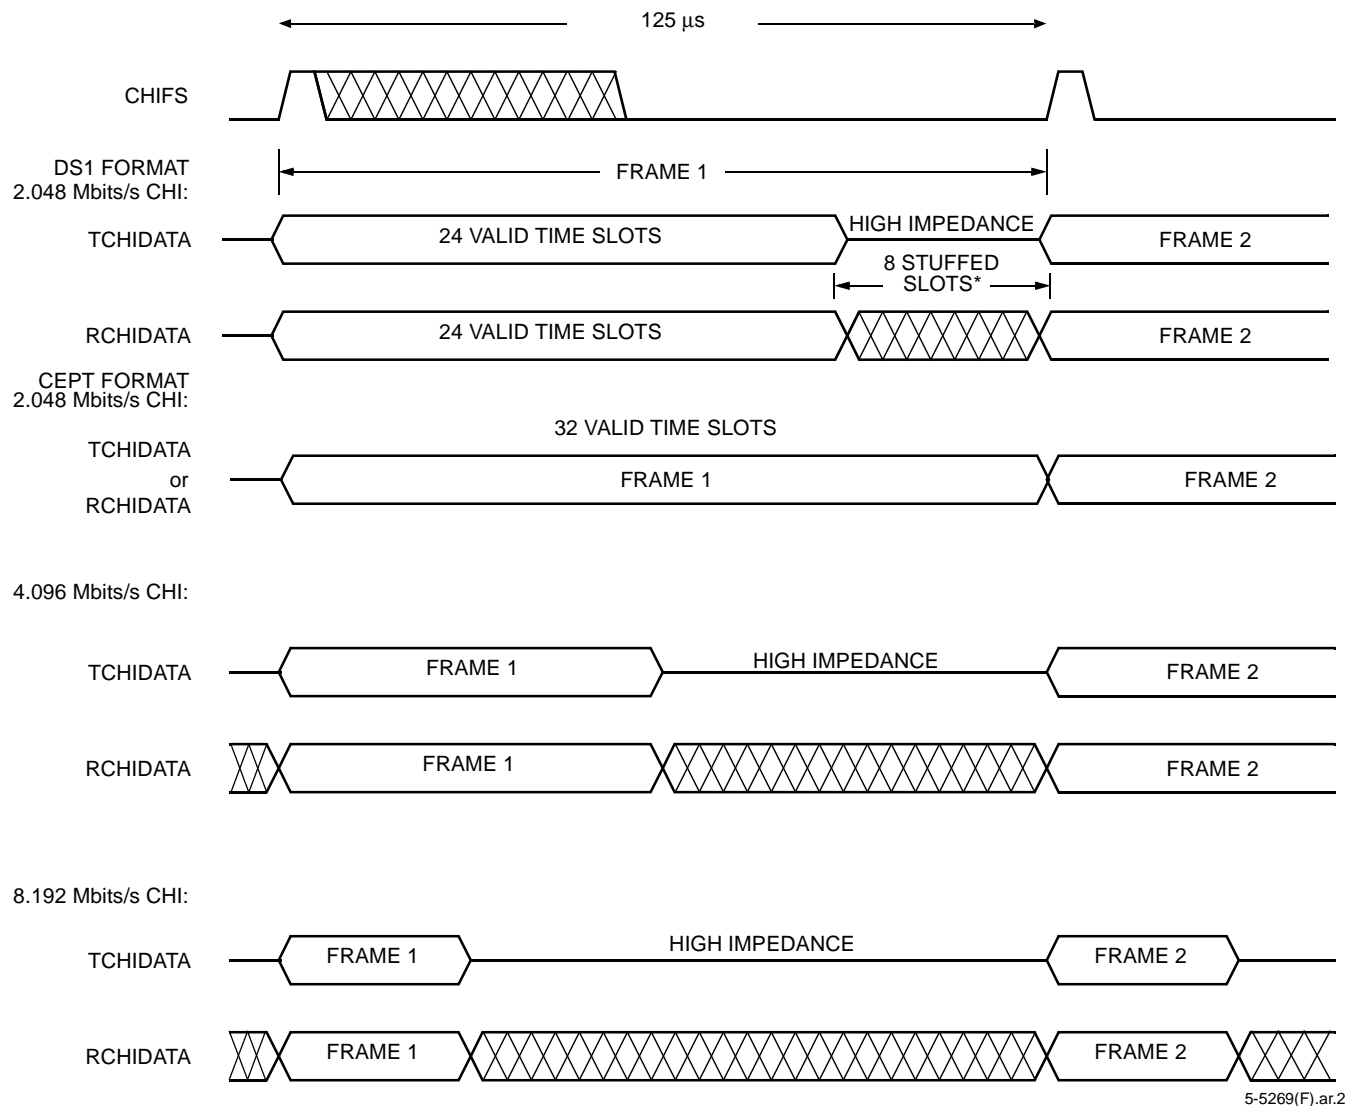 125 μs
CHIFS
DS1 FORMAT
2.048 Mbits/s CHI:
FRAME 1
TCHIDATA
24 VALID TIME SLOTS
HIGH IMPEDANCE
FRAME 2
8 STUFFED
SLOTS*
RCHIDATA
24 VALID TIME SLOTS
FRAME 2
CEPT FORMAT
2.048 Mbits/s CHI:
32 VALID TIME SLOTS
TCHIDATA
or
RCHIDATA
FRAME 1
FRAME 2
4.096 Mbits/s CHI:
TCHIDATA
FRAME 1
HIGH IMPEDANCE
FRAME 2
RCHIDATA
FRAME 1
FRAME 2
8.192 Mbits/s CHI:
TCHIDATA
FRAME 1
HIGH IMPEDANCE
FRAME 2
RCHIDATA
FRAME 1
FRAME 2
5-5269(F).ar.2